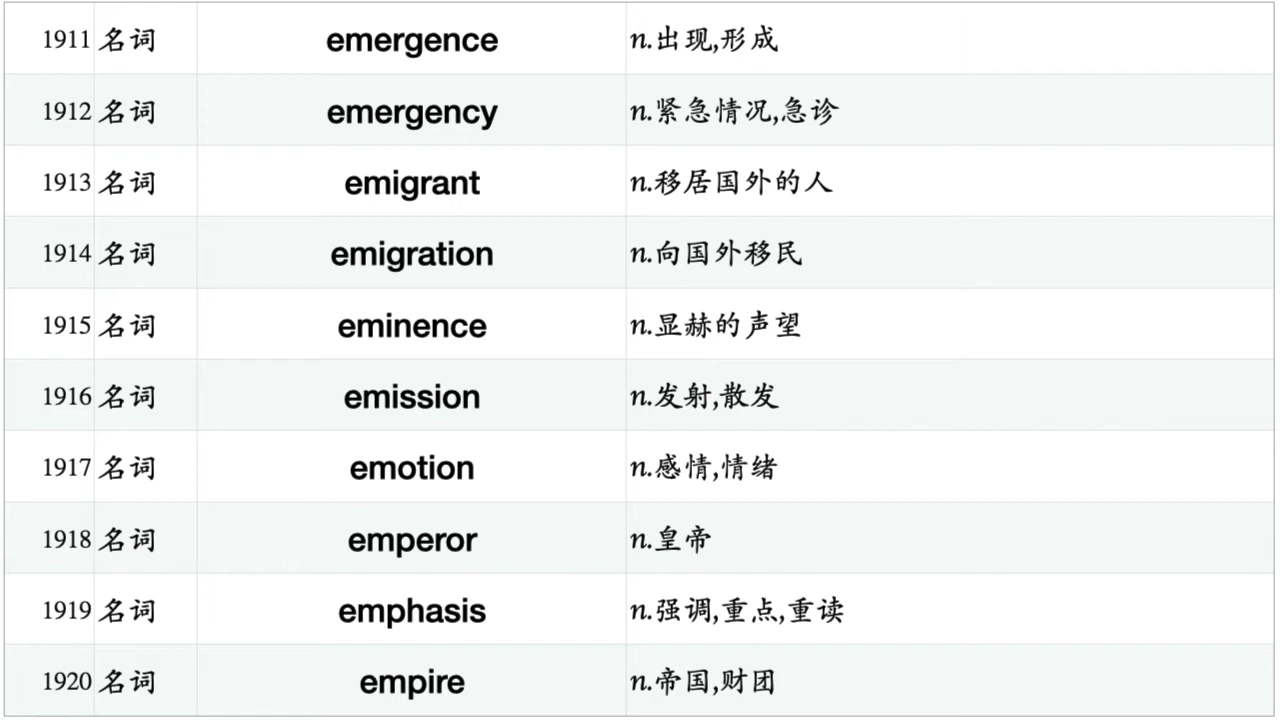 1911 名词 emergence n.出现,形成
1912 名词 emergency n.紧急情况,急诊
1913 名词 emigrant n.移居国外的人
1914 名词 emigration n.向国外移民
1915 名词 eminence n.显赫的声望
1916 名词 emission n.发射,散发
1917 名词 emotion n.感情,情绪
1918 名词 emperor n.皇帝
1919 名词 emphasis n.强调,重点,重读
1920 名词 empire n.帝国,财团